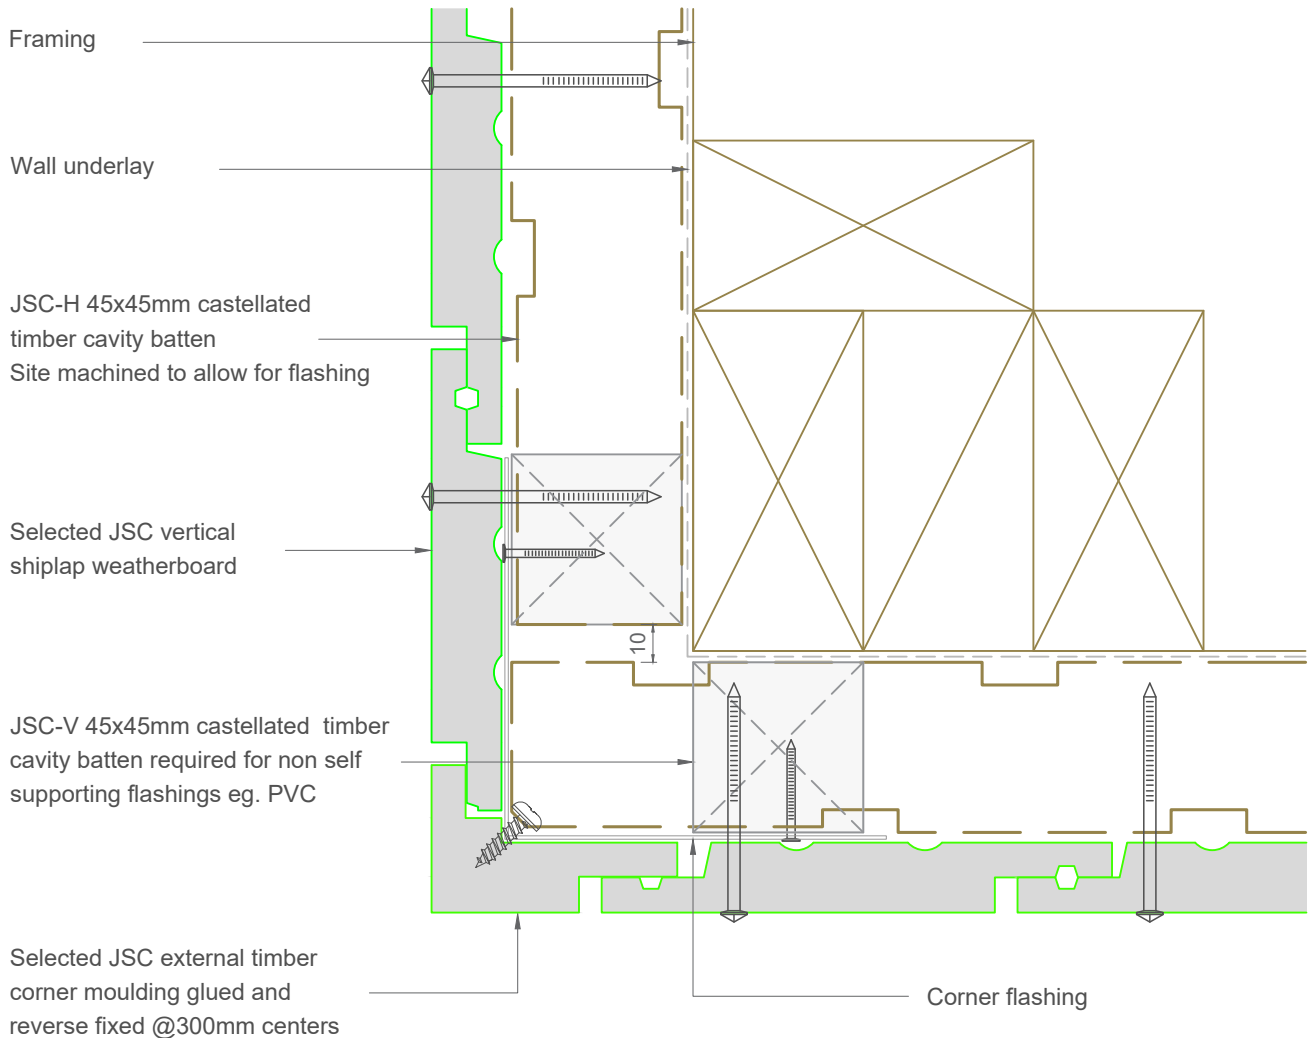 Framing
Wall underlay
JSC-H 45x45mm castellated
timber cavity batten
Site machined to allow for flashing
Selected JSC vertical
shiplap weatherboard
10
JSC-V 45x45mm castellated timber
cavity batten required for non self
supporting flashings eg. PVC
Selected JSC external timber
corner moulding glued and
reverse fixed @300mm centers
Corner flashing